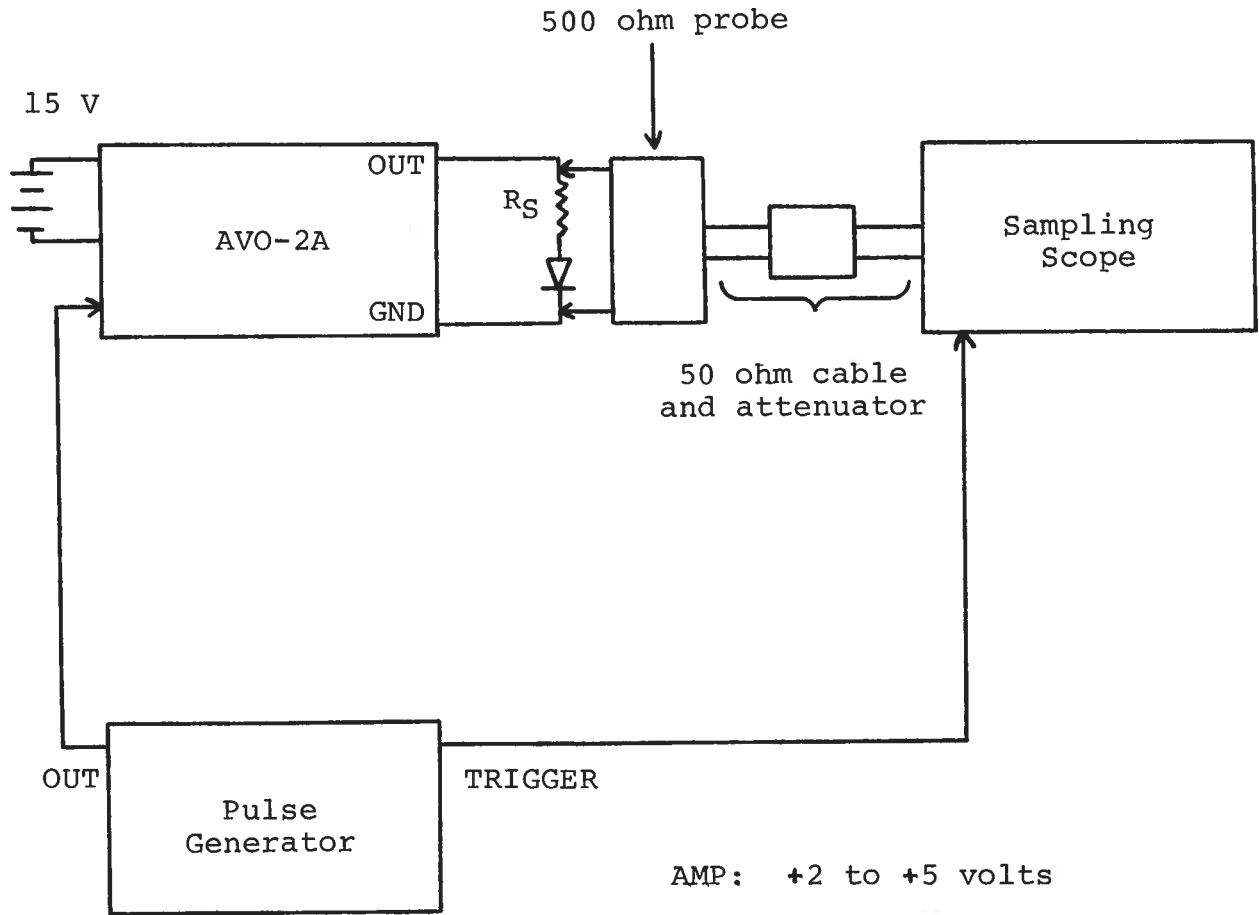 500 ohm probe
15 V
OUT
R_S
AVO-2A
GND
Sampling
Scope
50 ohm cable
and attenuator
OUT
TRIGGER
Pulse
Generator
AMP: +2 to +5 volts